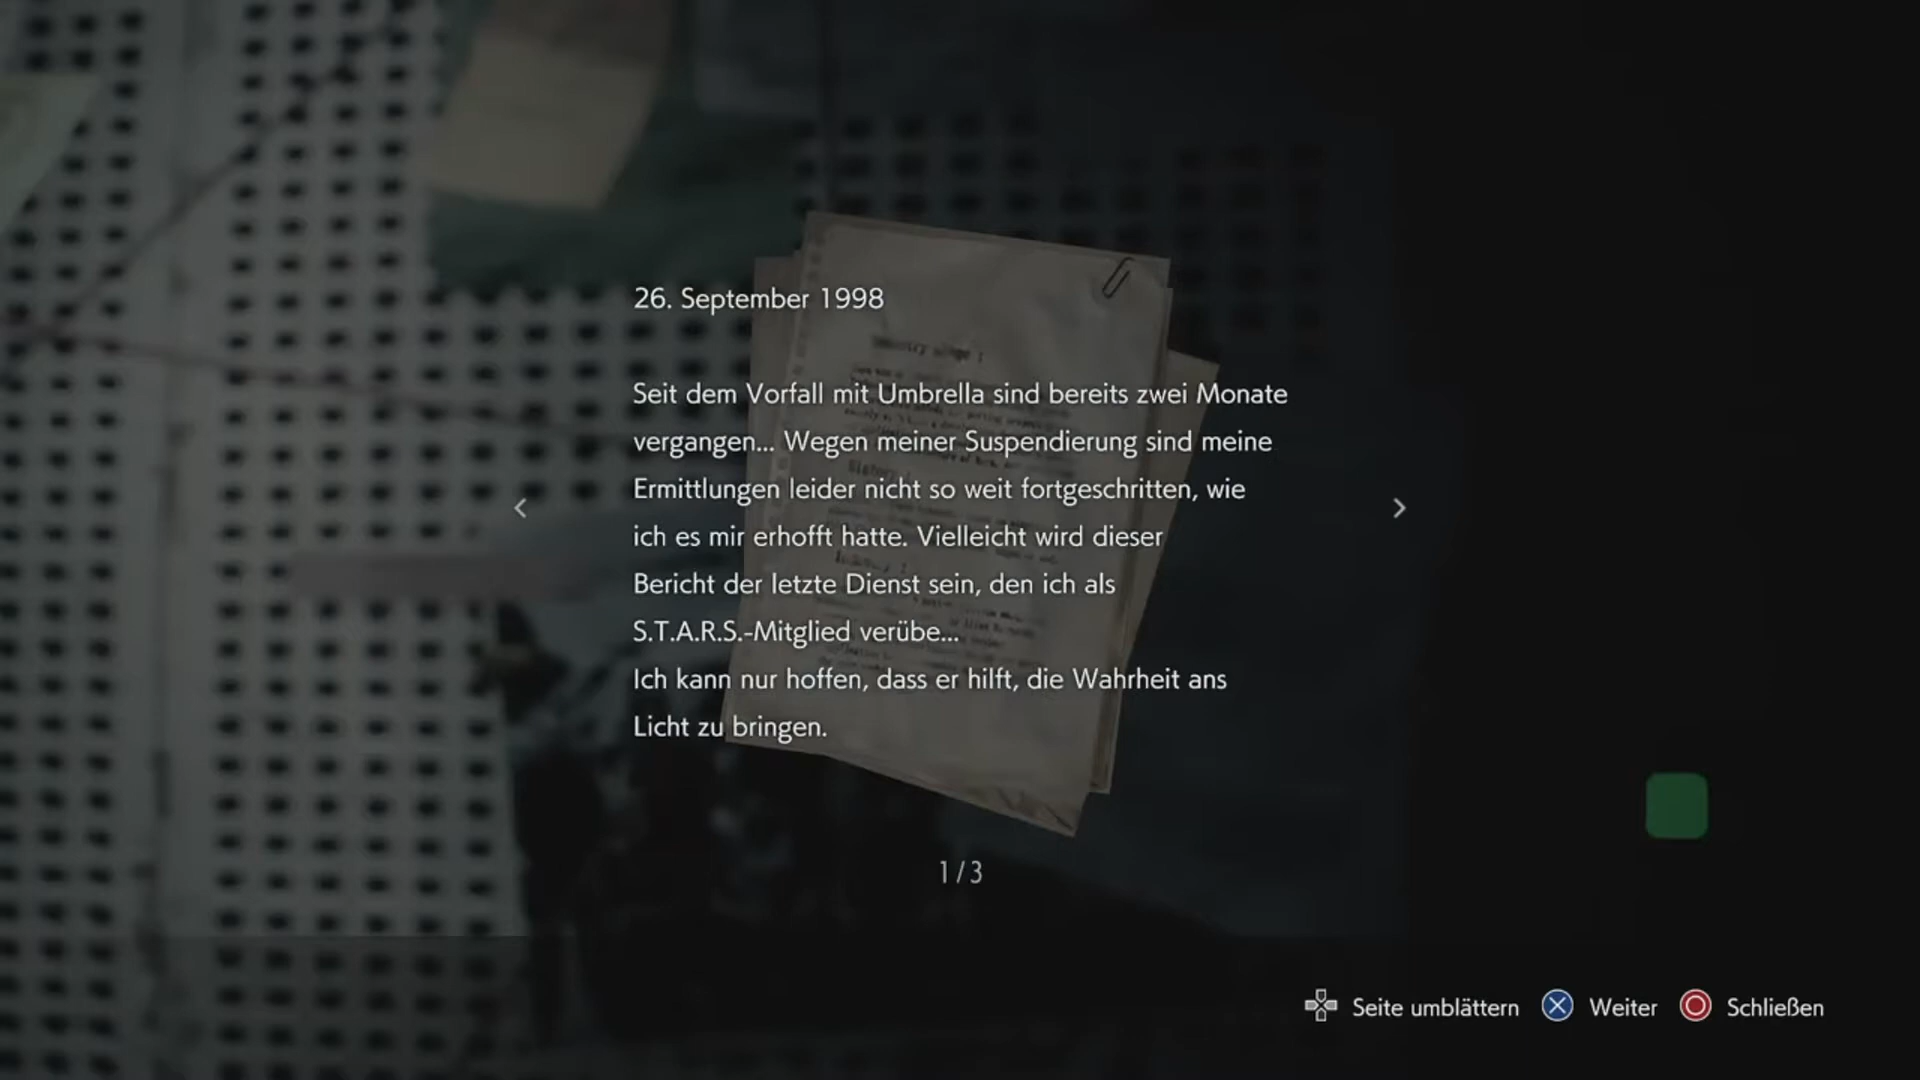 26. September 1998
Seit dem Vorfall mit Umbrella sind bereits zwei Monate
vergangen... Wegen meiner Suspendierung sind meine
Ermittlungen leider nicht so weit fortgeschritten, wie
ich es mir erhofft hatte. Vielleicht wird dieser
Bericht der letzte Dienst sein, den ich als
S.T.A.R.S.-Mitglied verübe...
Ich kann nur hoffen, dass er hilft, die Wahrheit ans
Licht zu bringen.
1/3
Seite umblättern Weiter Schließen